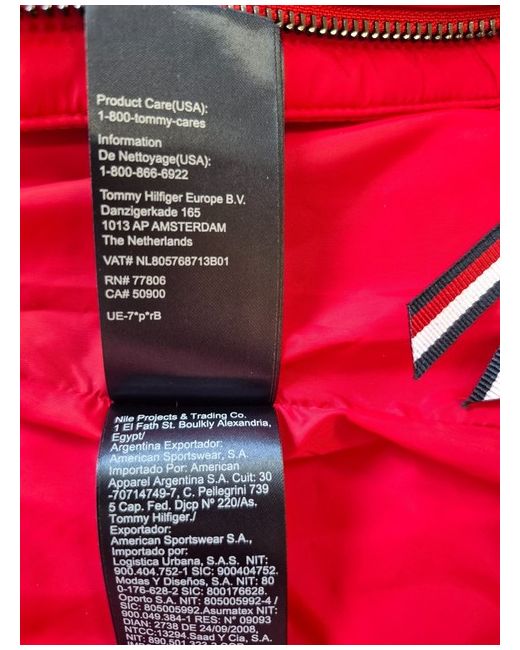 Product Care(USA):
1-800-tommy-cares
Information
De Nettoyage(USA):
1-800-866-6922
Tommy Hilfiger Europe B.V.
Danzigerkade 165
1013 AP AMSTERDAM
The Netherlands
VAT# NL805768713B01
RN# 77806
CA# 50900
UE-7*p*rB
Nile Projects & Trading Co.
1 El Fath St. Boulkly Alexandria,
Egypt/
Argentina Exportador:
American Sportswear, S.A.
Importado Por: American
Apparel Argentina S.A. Cuit: 30
-70714749-7, C. Pellegrini 739
5 Cap. Fed. Djcp Nº 220/As.
Tommy Hilfiger./
Exportador:
American Sportswear S.A.,
Importado por:
Logistica Urbana, S.A.S. NIT:
900.404.752-1 SIC: 900404752.
Modas Y Diseños, S.A. NIT: 80
0-176-628-2 SIC: 800176628.
Oporto S.A. NIT: 805005992-4 /
SIC: 805005992.Asumatex NIT:
900.049.384-1 RES: Nº 09093
DIAN: 2738 DE 24/09/2008,
NTCC:13294.Saad Y Cia, S.A.